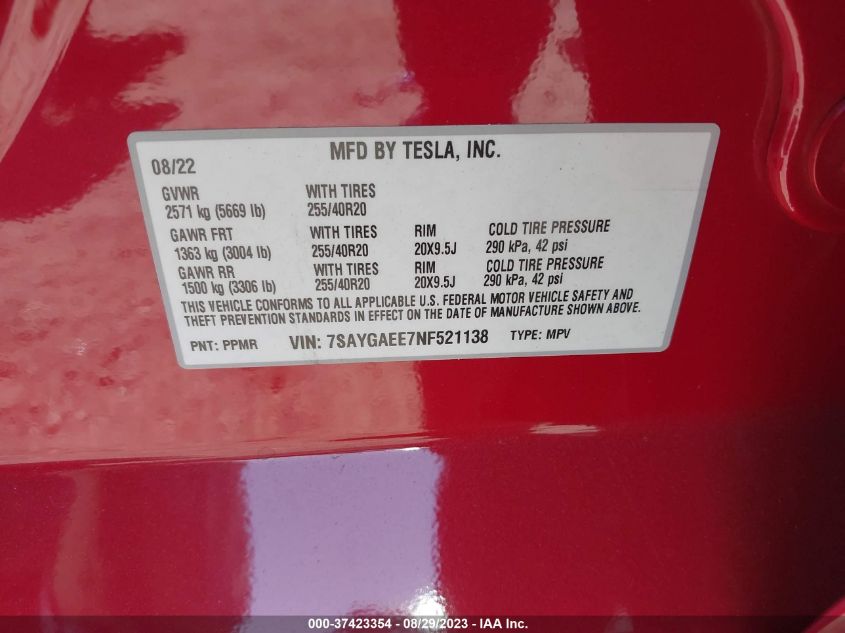 MFD BY TESLA, INC.
08/22
GVWR WITH TIRES
2571 kg (5669 lb) 255/40R20
GAWR FRT WITH TIRES RIM COLD TIRE PRESSURE
1363 kg (3004 lb) 255/40R20 20X9.5J 290 kPa, 42 psi
GAWR RR WITH TIRES RIM COLD TIRE PRESSURE
1500 kg (3306 lb) 255/40R20 20X9.5J 290 kPa, 42 psi
THIS VEHICLE CONFORMS TO ALL APPLICABLE U.S. FEDERAL MOTOR VEHICLE SAFETY AND
THEFT PREVENTION STANDARDS IN EFFECT ON THE DATE OF MANUFACTURE SHOWN ABOVE.
PNT: PPMR VIN: 7SAYGAEE7NF521138 TYPE: MPV
000-37423354 - 08/29/2023 - IAA Inc.